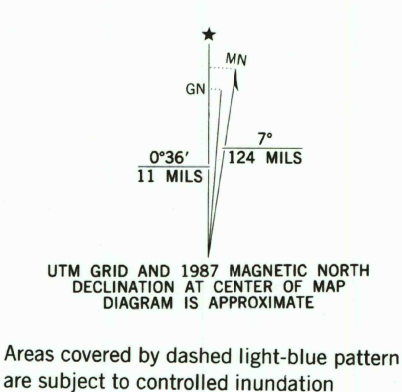 ★
MN
GN
0°36′
11 MILS
7°
124 MILS
UTM GRID AND 1987 MAGNETIC NORTH
DECLINATION AT CENTER OF MAP
DIAGRAM IS APPROXIMATE
Areas covered by dashed light-blue pattern
are subject to controlled inundation